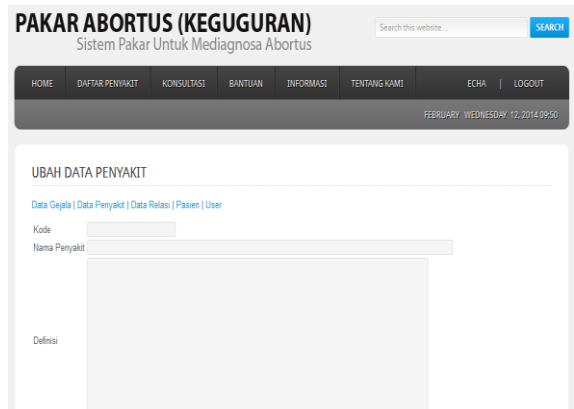 PAKAR ABORTUS (KEGUGURAN)
Sistem Pakar Untuk Mediagnosa Abortus
Search this website...
SEARCH
HOME DAFTAR PENYAKIT KONSULTASI BANTUAN INFORMASI TENTANG KAMI ECHA | LOGOUT
FEBRUARY WEDNESDAY 12, 2014 09:50
UBAH DATA PENYAKIT
Data Gejala | Data Penyakit | Data Relasi | Pasien | User
Kode
Nama Penyakit
Definisi